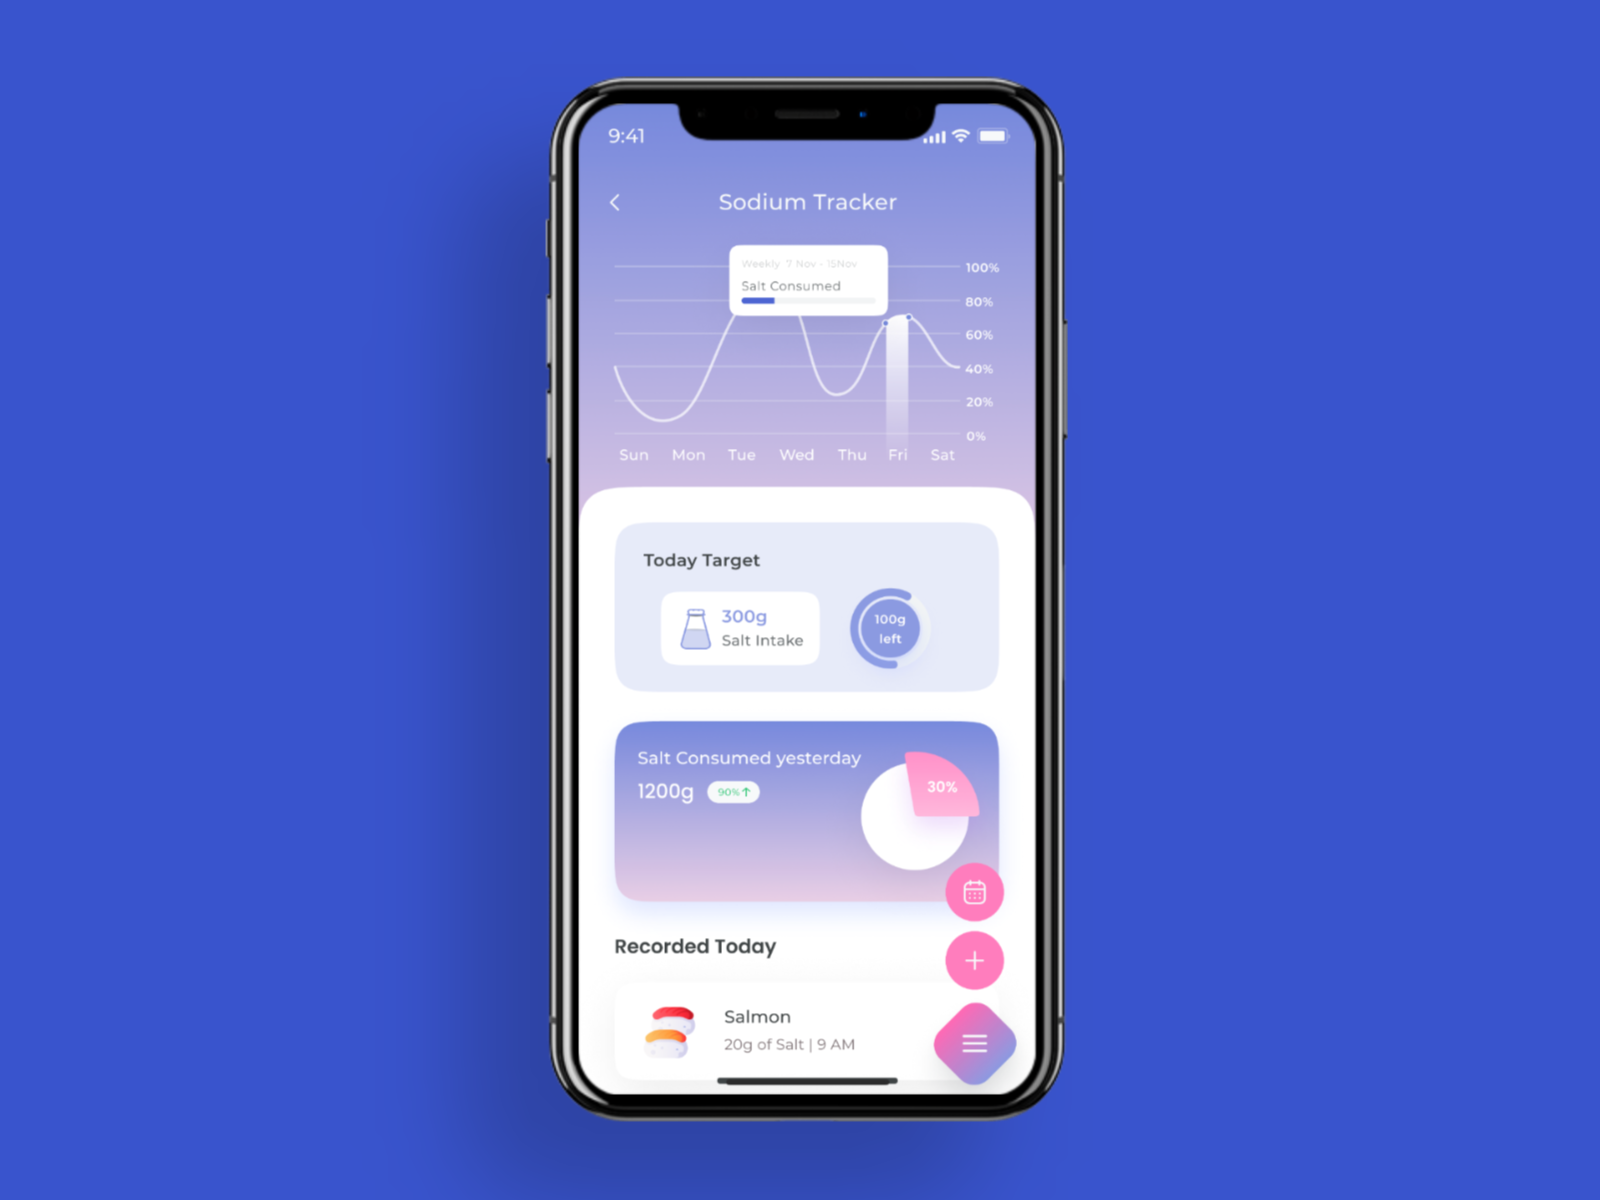 9:41
Sodium Tracker
Weekly 7 Nov - 15Nov
Salt Consumed
100%
80%
60%
40%
20%
0%
Sun Mon Tue Wed Thu Fri Sat
Today Target
300g
Salt Intake
100g
left
Salt Consumed yesterday
1200g 90%↑
30%
Recorded Today
Salmon
20g of Salt | 9 AM